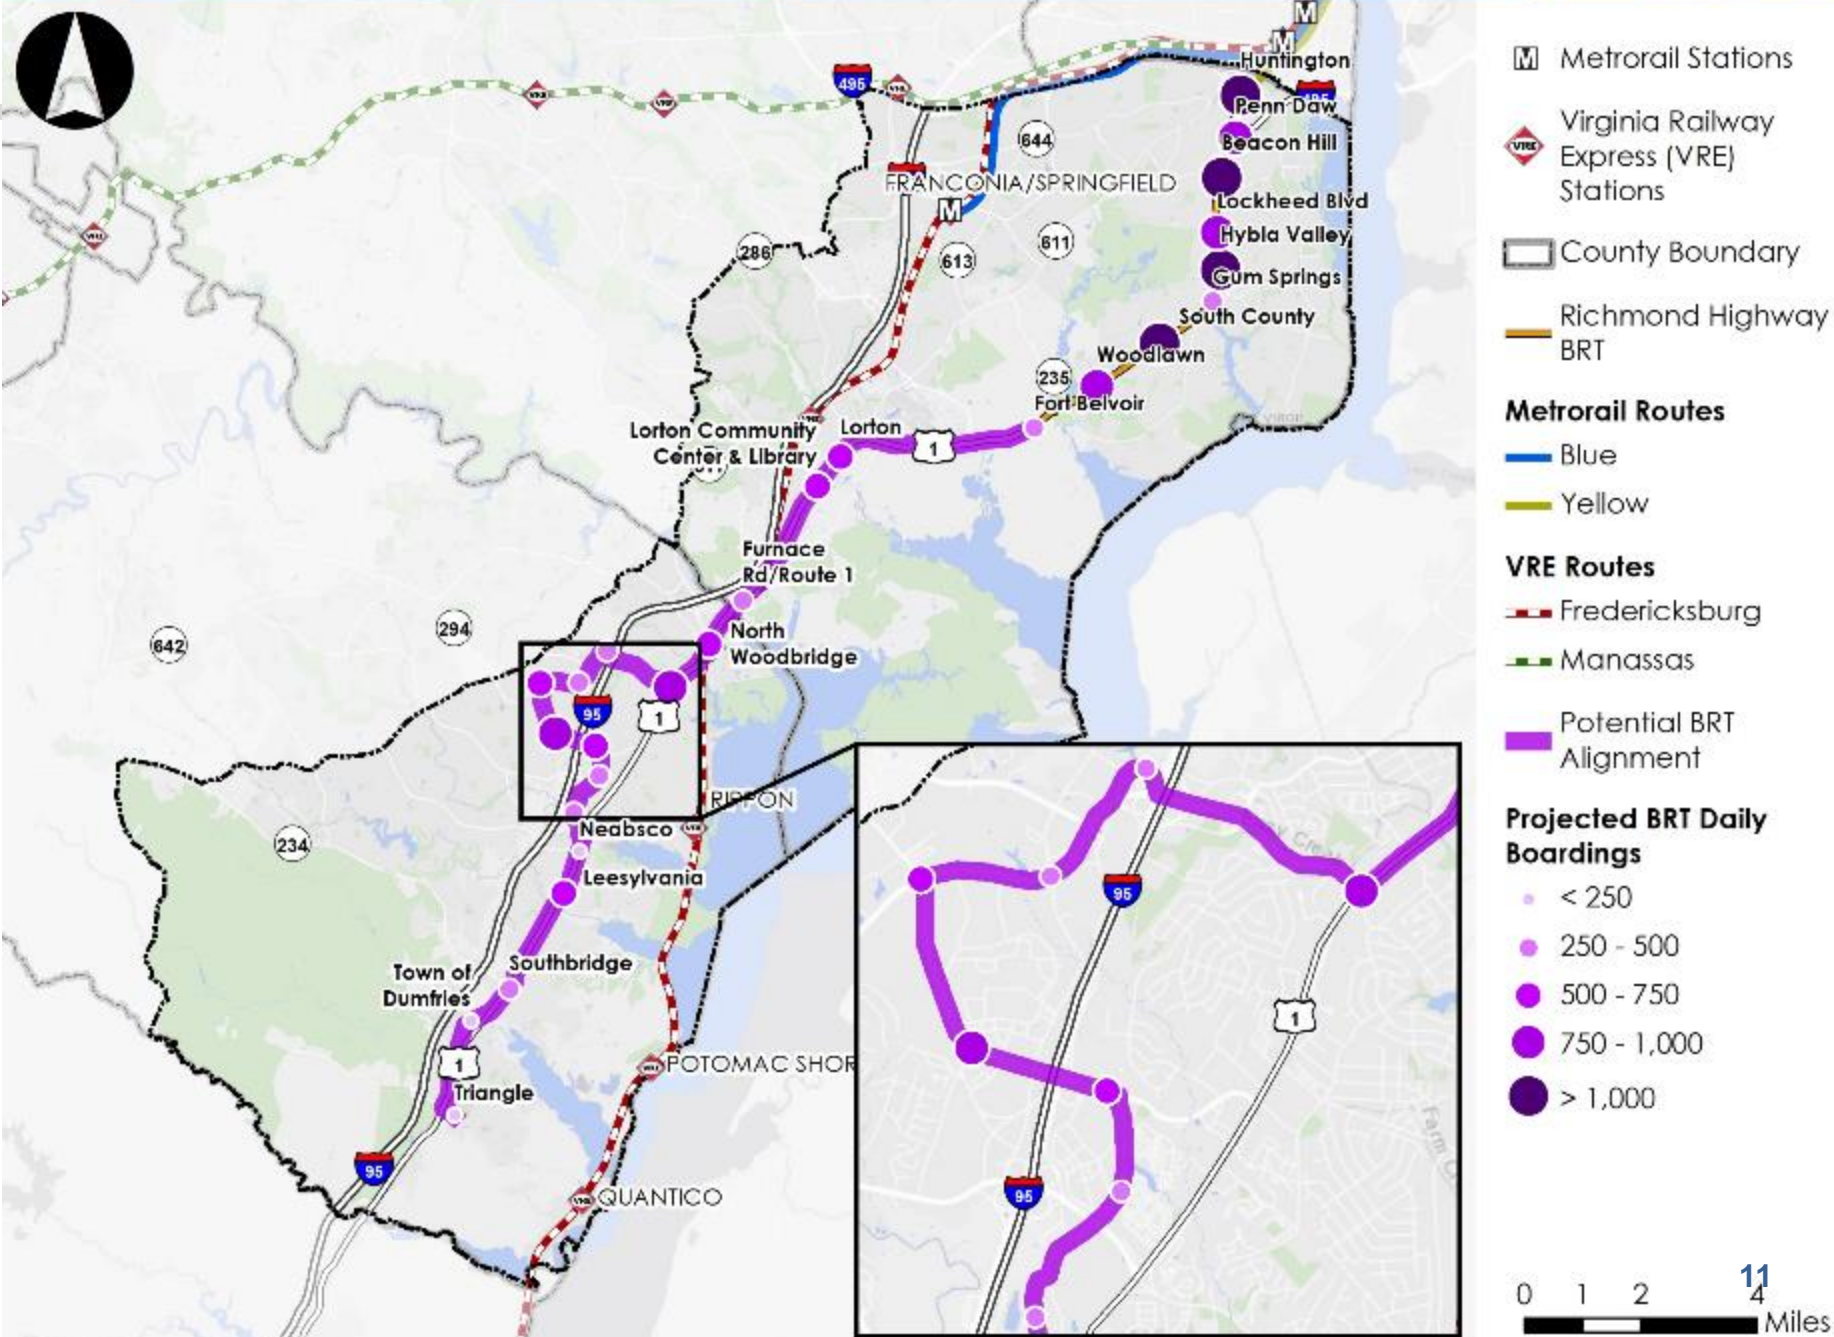 Huntington
495
495
Penn Daw
Beacon Hill
644
FRANCONIA/SPRINGFIELD
M
Lockheed Blvd
Hybla Valley
286
613
611
Gum Springs
South County
Woodlawn
235
Fort Belvoir
Lorton Community
Center & Library
Lorton
1
Furnace
Rd/Route 1
642
294
North
Woodbridge
95
1
RIPPON
Neabsco
234
Leesylvania
Southbridge
Town of
Dumfries
1
POTOMAC SHOR
Triangle
95
QUANTICO
95
1
95
M Metrorail Stations
VRE Virginia Railway
Express (VRE)
Stations
County Boundary
Richmond Highway
BRT
Metrorail Routes
Blue
Yellow
VRE Routes
Fredericksburg
Manassas
Potential BRT
Alignment
Projected BRT Daily
Boardings
< 250
250 - 500
500 - 750
750 - 1,000
> 1,000
11
0 1 2 4
Miles